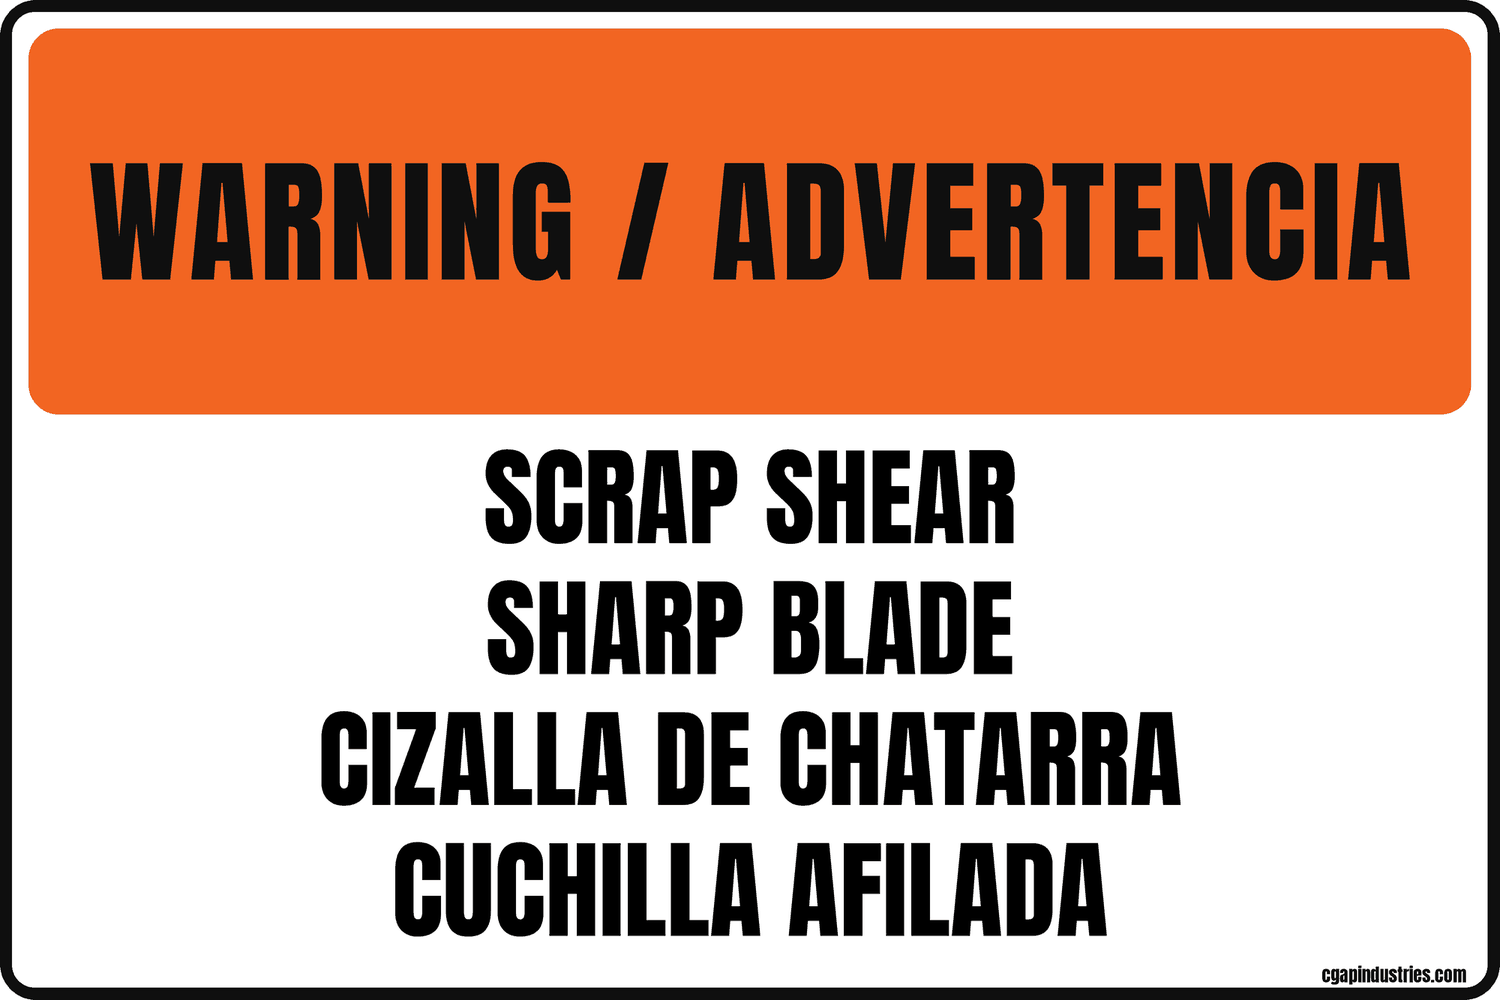 WARNING / ADVERTENCIA
SCRAP SHEAR
SHARP BLADE
CIZALLA DE CHATARRA
CUCHILLA AFILADA
cgapindustries.com